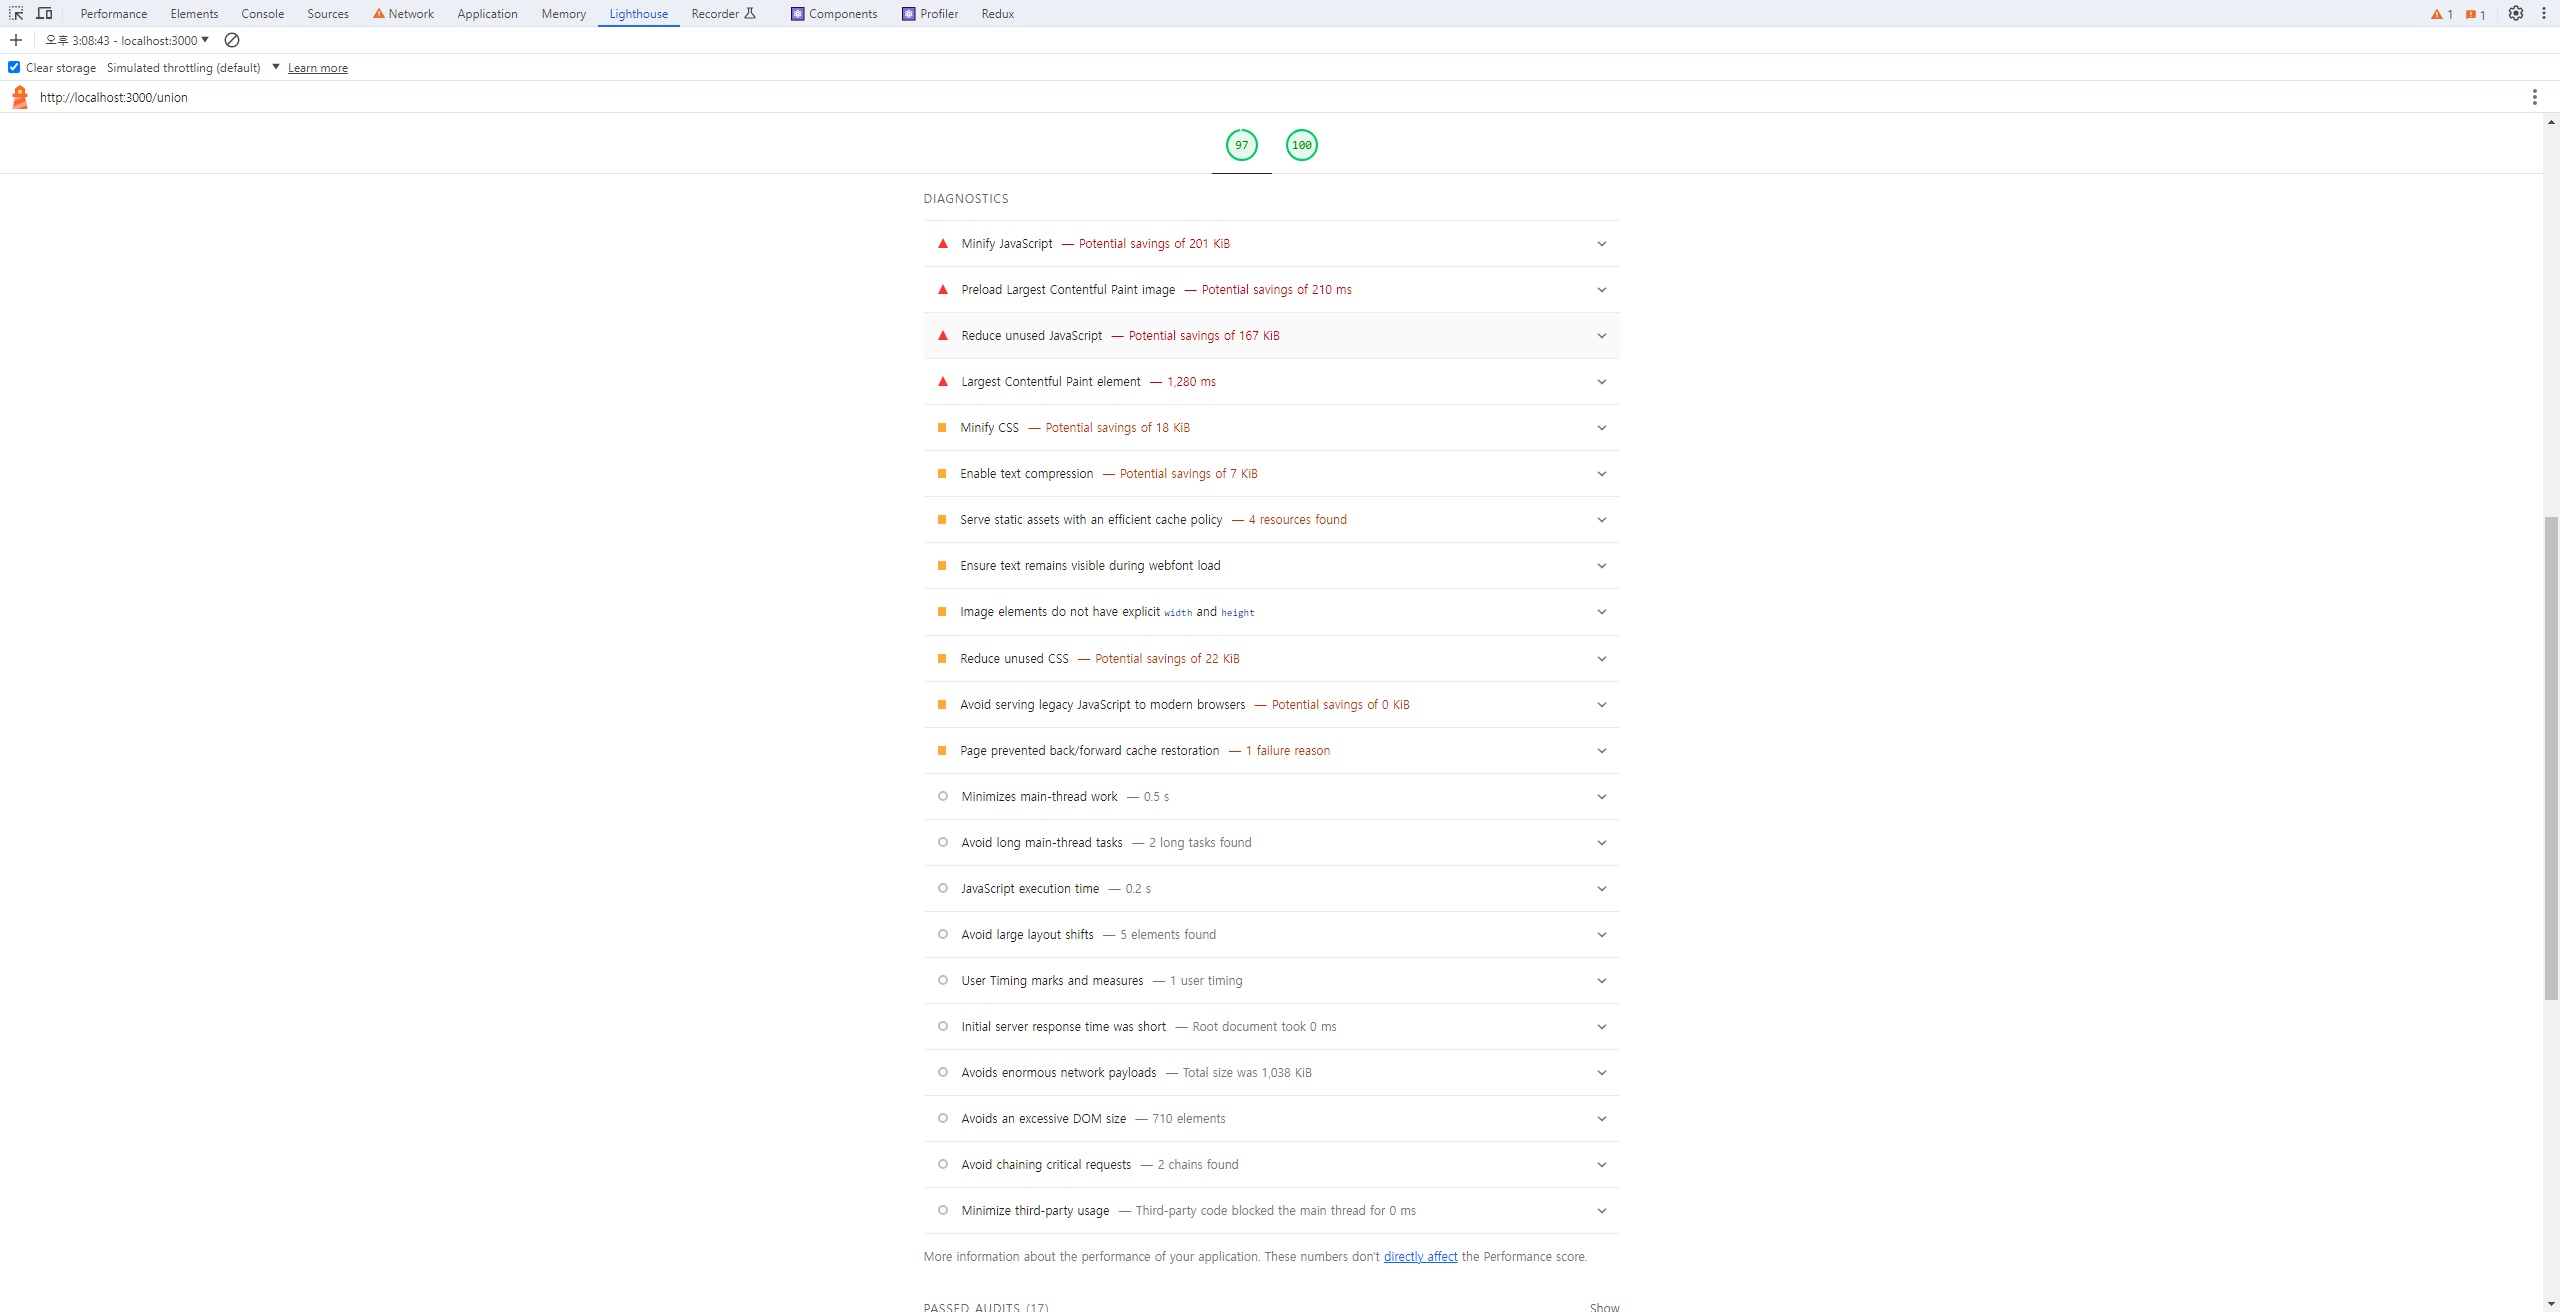 Performance Elements Console Sources Network Application Memory Lighthouse Recorder Components Profiler Redux 1 1
오후 3:08:43 - localhost:3000
Clear storage Simulated throttling (default) Learn more
http://localhost:3000/union
97 100
DIAGNOSTICS
Minify JavaScript — Potential savings of 201 KiB
Preload Largest Contentful Paint image — Potential savings of 210 ms
Reduce unused JavaScript — Potential savings of 167 KiB
Largest Contentful Paint element — 1,280 ms
Minify CSS — Potential savings of 18 KiB
Enable text compression — Potential savings of 7 KiB
Serve static assets with an efficient cache policy — 4 resources found
Ensure text remains visible during webfont load
Image elements do not have explicit width and height
Reduce unused CSS — Potential savings of 22 KiB
Avoid serving legacy JavaScript to modern browsers — Potential savings of 0 KiB
Page prevented back/forward cache restoration — 1 failure reason
Minimizes main-thread work — 0.5 s
Avoid long main-thread tasks — 2 long tasks found
JavaScript execution time — 0.2 s
Avoid large layout shifts — 5 elements found
User Timing marks and measures — 1 user timing
Initial server response time was short — Root document took 0 ms
Avoids enormous network payloads — Total size was 1,038 KiB
Avoids an excessive DOM size — 710 elements
Avoid chaining critical requests — 2 chains found
Minimize third-party usage — Third-party code blocked the main thread for 0 ms
More information about the performance of your application. These numbers don't directly affect the Performance score.
PASSED AUDITS (17) Show